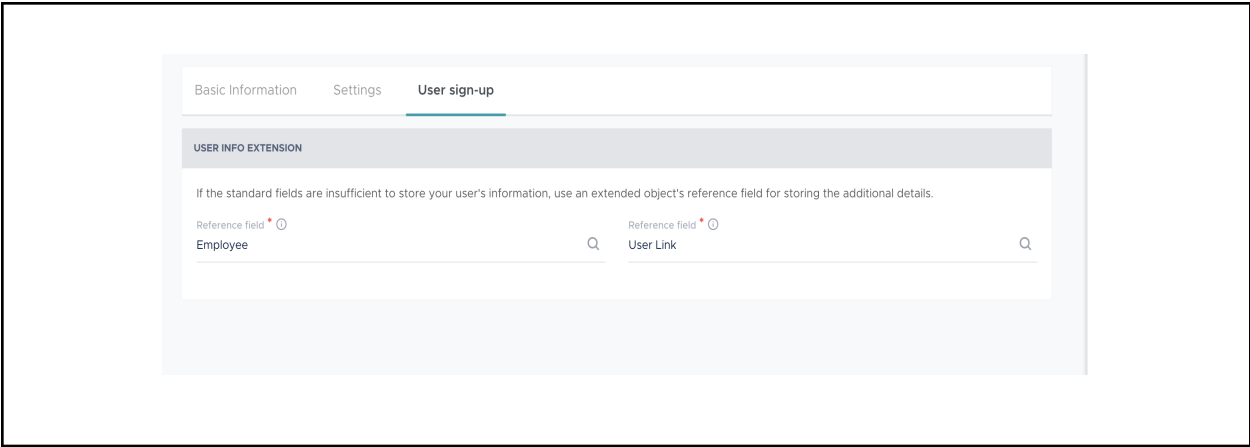 Basic Information Settings User sign-up
USER INFO EXTENSION
If the standard fields are insufficient to store your user's information, use an extended object's reference field for storing the additional details.
Reference field * Reference field *
Employee User Link